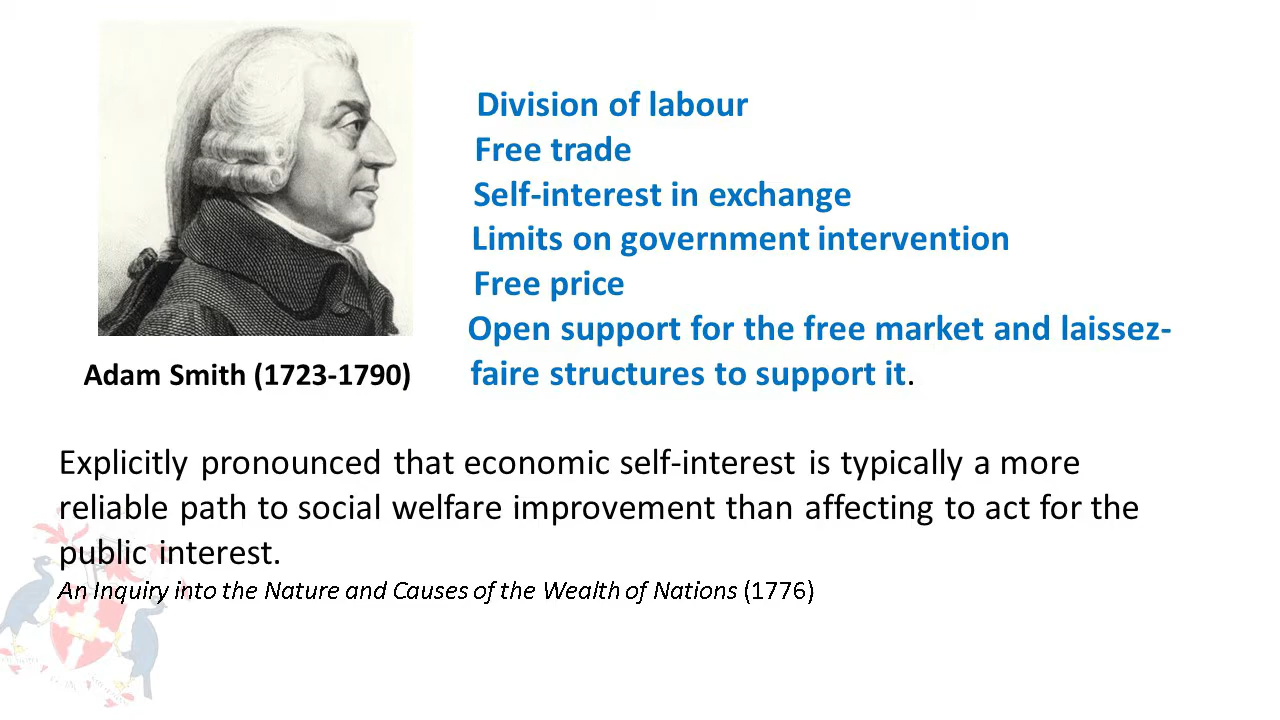 Division of labour
Free trade
Self-interest in exchange
Limits on government intervention
Free price
Open support for the free market and laissez-
faire structures to support it.
Adam Smith (1723-1790)
Explicitly pronounced that economic self-interest is typically a more
reliable path to social welfare improvement than affecting to act for the
public interest.
An Inquiry into the Nature and Causes of the Wealth of Nations (1776)